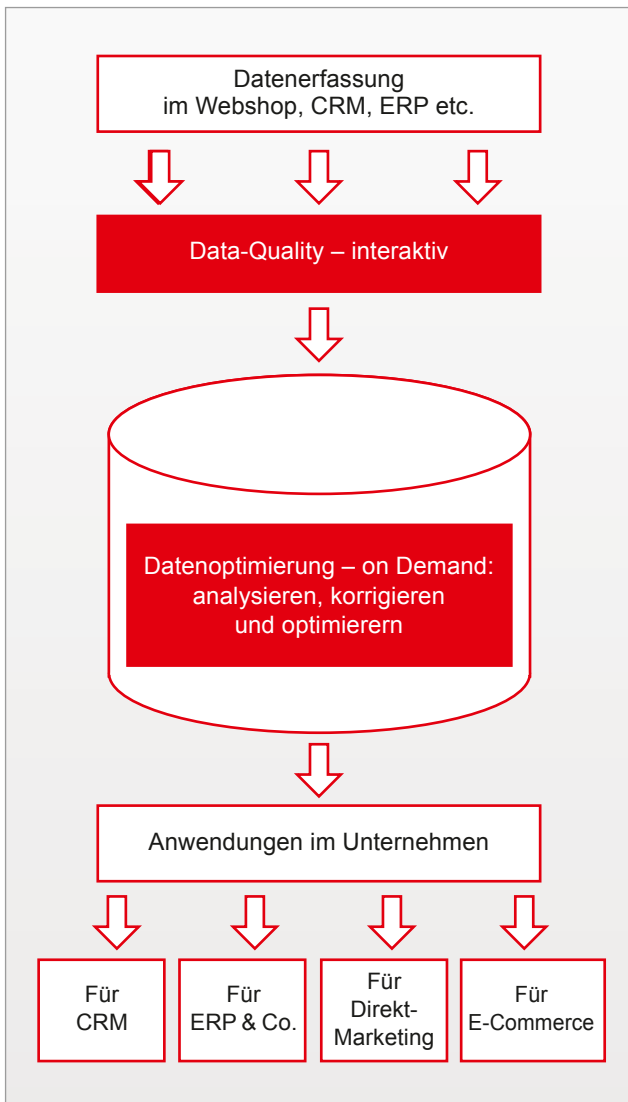 Datenerfassung
im Webshop, CRM, ERP etc.
Data-Quality – interaktiv
Datenoptimierung – on Demand:
analysieren, korrigieren
und optimierern
Anwendungen im Unternehmen
Für
CRM
Für
ERP & Co.
Für
Direkt-
Marketing
Für
E-Commerce